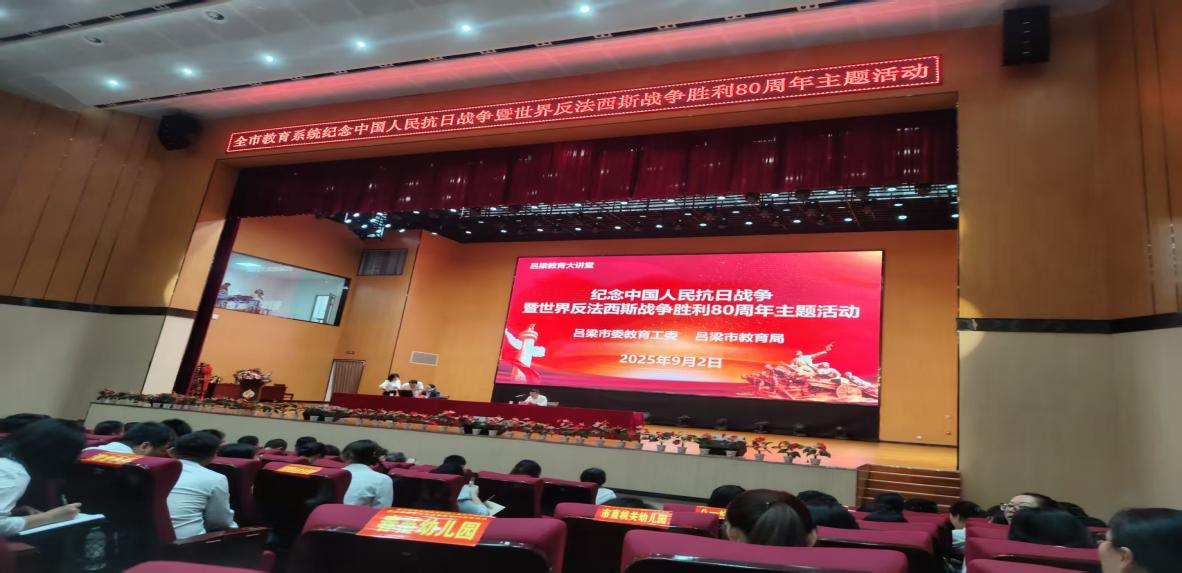 全市教育系统纪念中国人民抗日战争暨世界反法西斯战争胜利80周年主题活动
吕梁教育大讲堂
纪念中国人民抗日战争
暨世界反法西斯战争胜利80周年主题活动
吕梁市委教育工委 吕梁市教育局
2025年9月2日
市直机关幼儿园
幼儿园